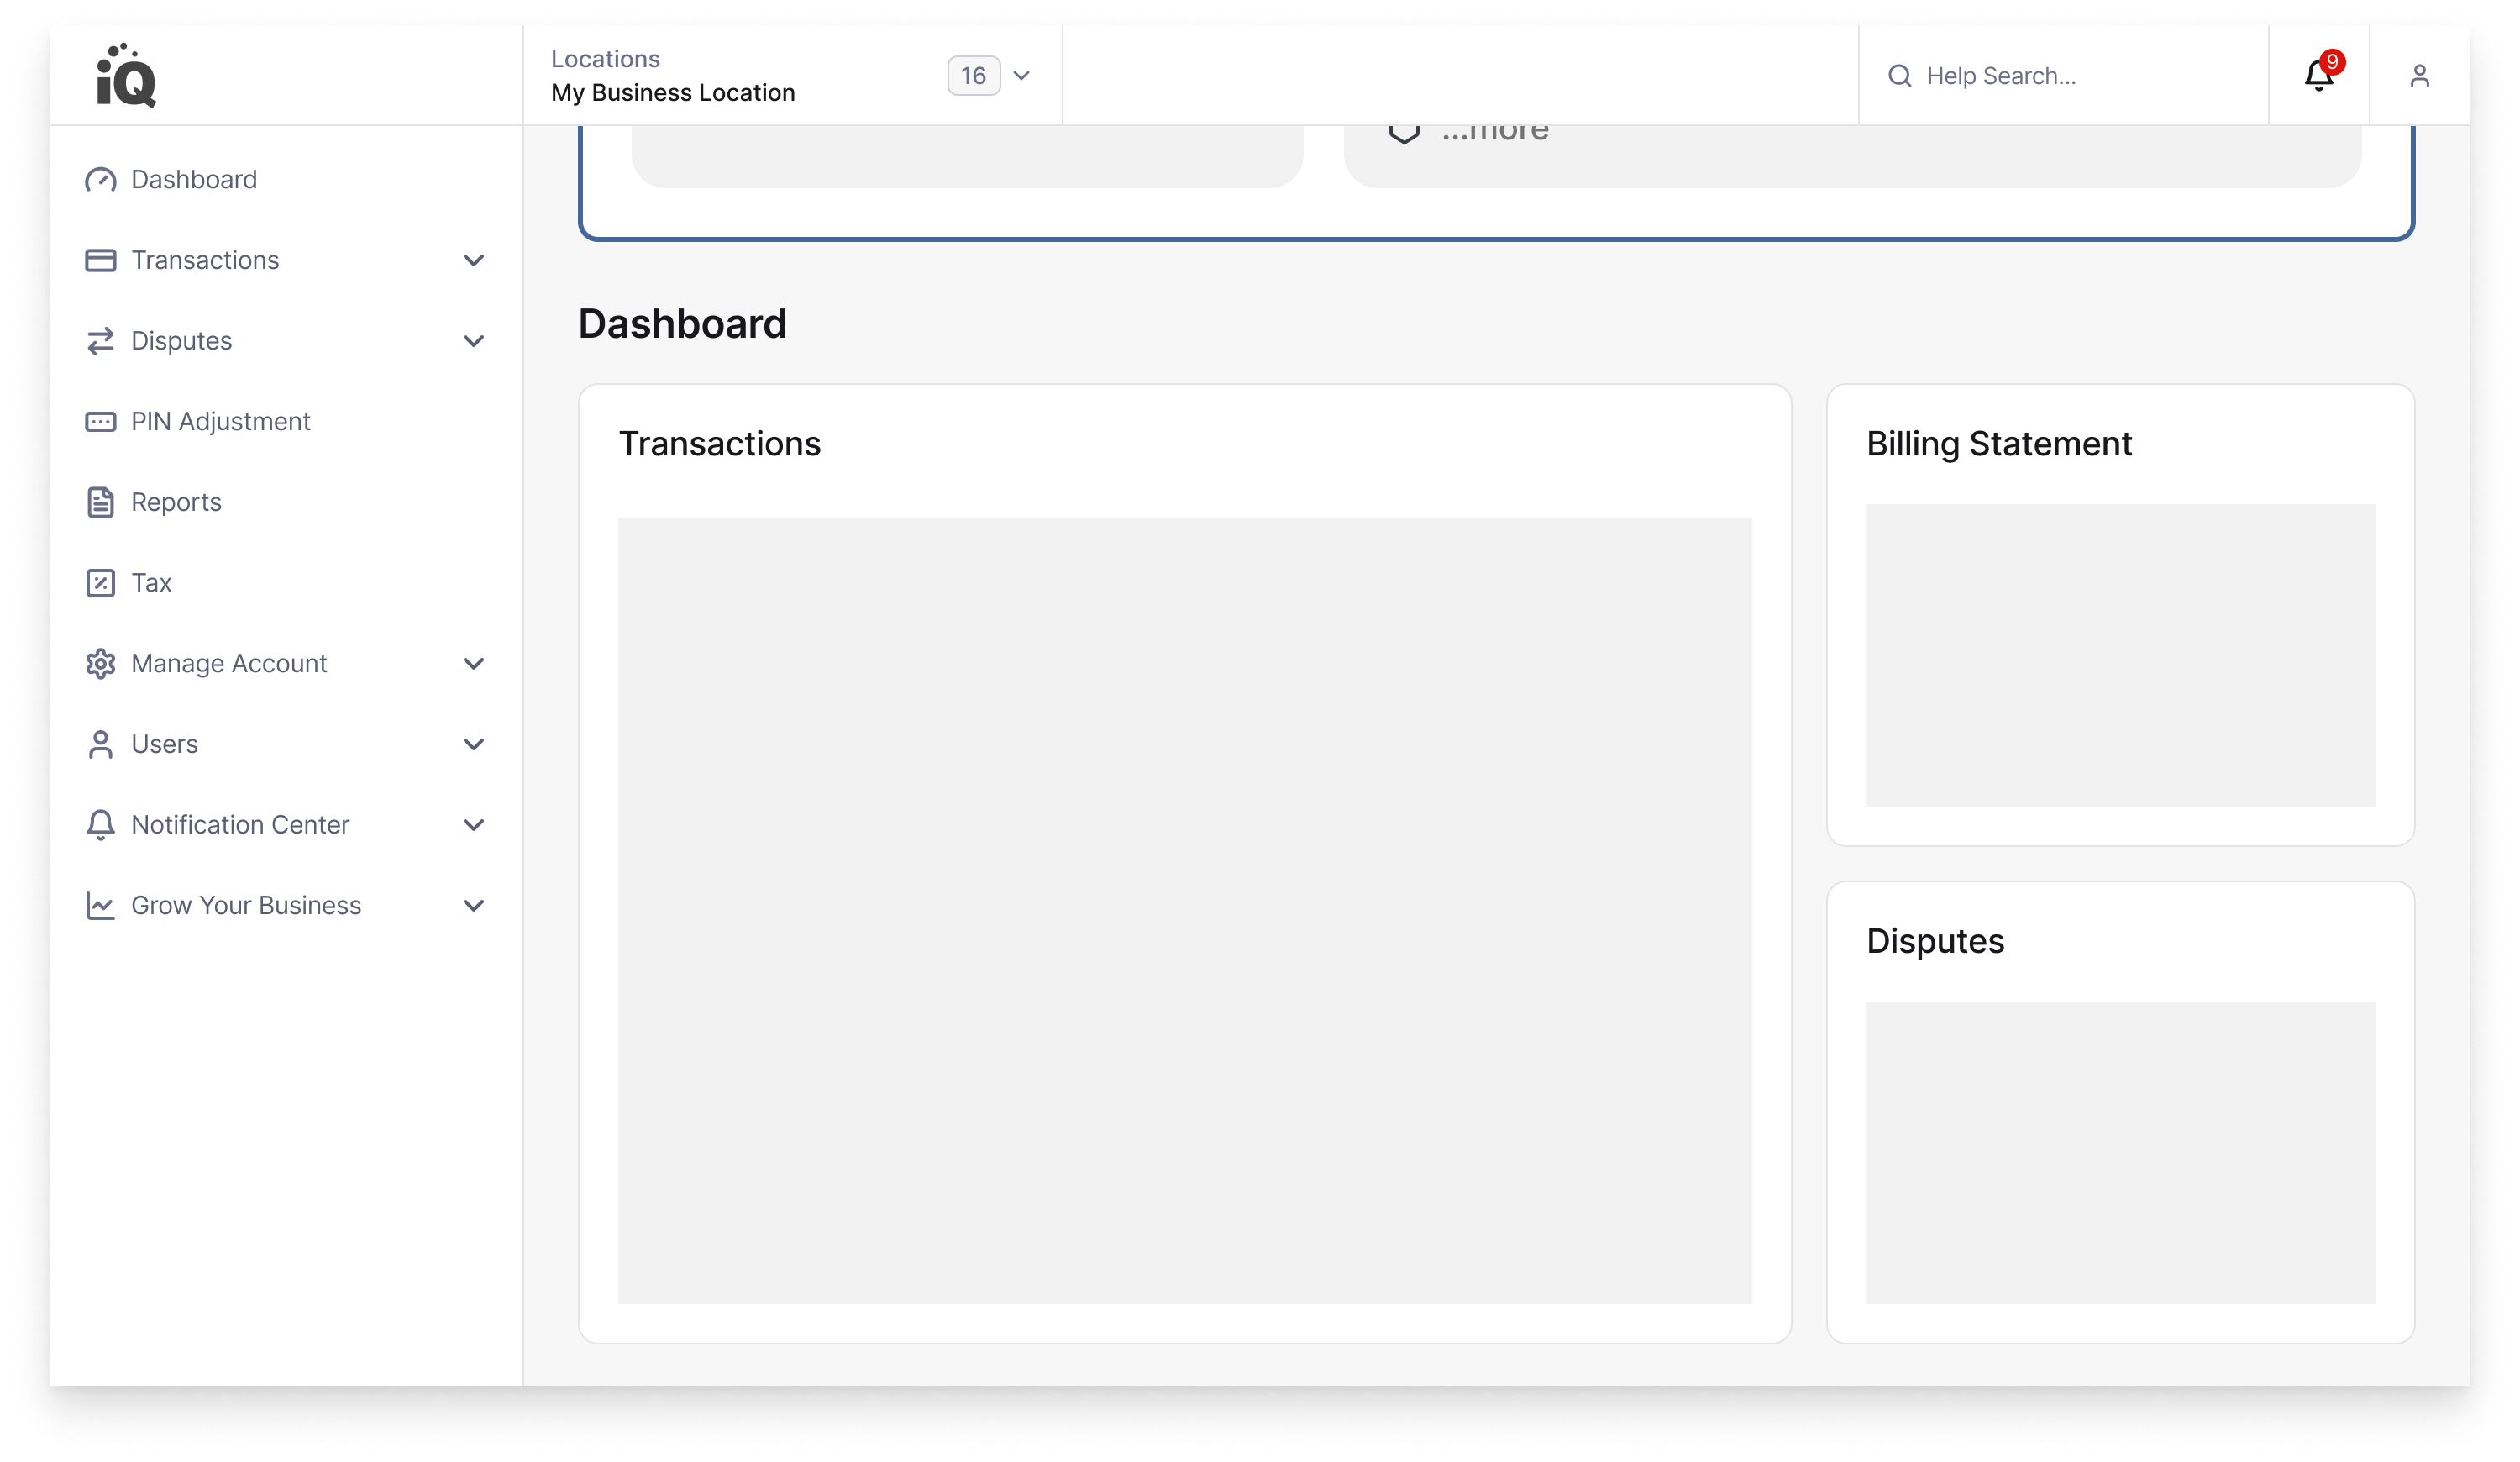 iQ
Locations
My Business Location
16
Help Search...
9
Dashboard
Transactions
Disputes
PIN Adjustment
Reports
Tax
Manage Account
Users
Notification Center
Grow Your Business
...more
Dashboard
Transactions
Billing Statement
Disputes